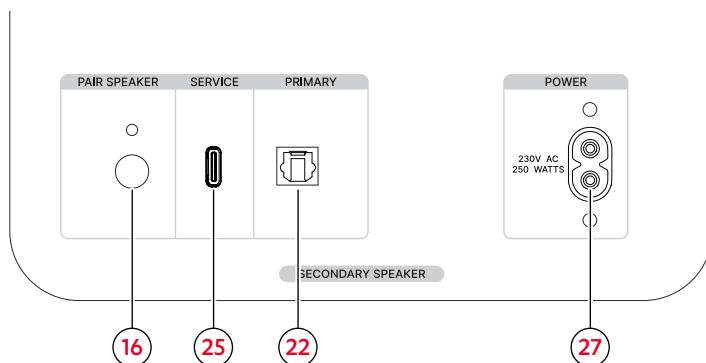 PAIR SPEAKER SERVICE PRIMARY POWER
230V AC
250 WATTS
SECONDARY SPEAKER
16 25 22 27